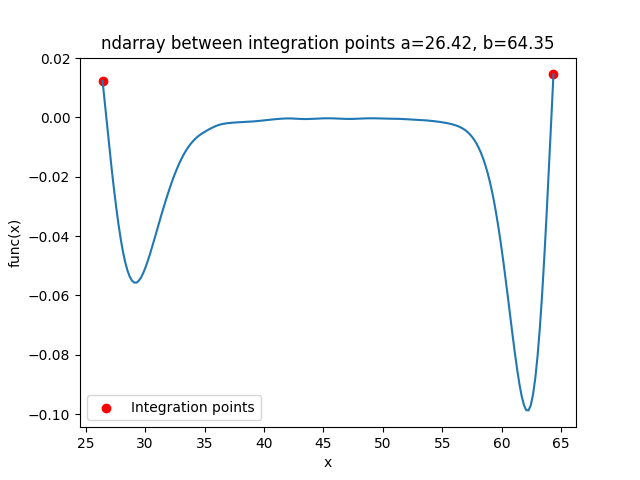 ndarray between integration points a=26.42, b=64.35
0.02
0.00
−0.02
−0.04
−0.06
−0.08
−0.10
func(x)
Integration points
25 30 35 40 45 50 55 60 65
x